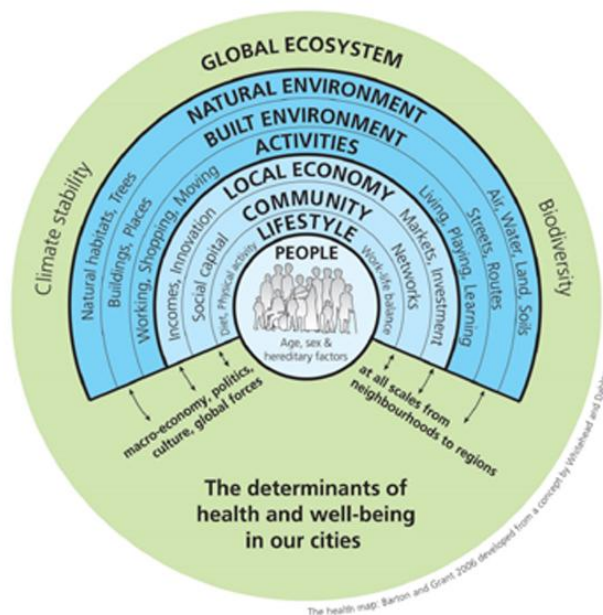 GLOBAL ECOSYSTEM
NATURAL ENVIRONMENT
BUILT ENVIRONMENT
ACTIVITIES
LOCAL ECONOMY
COMMUNITY
LIFESTYLE
PEOPLE
Age, sex &
hereditary factors
Climate stability
Natural habitats, Trees
Buildings, Places
Working, Shopping, Moving
Incomes, Innovation
Social capital
Diet, Physical activity
Work-life balance
Networks
Markets, Investment
Living, Playing, Learning
Streets, Routes
Air, Water, Land, Soils
Biodiversity
macro-economy, politics,
culture, global forces
at all scales from
neighbourhoods to regions
The determinants of
health and well-being
in our cities
The health map: Barton and Grant 2006 developed from a concept by Whitehead and